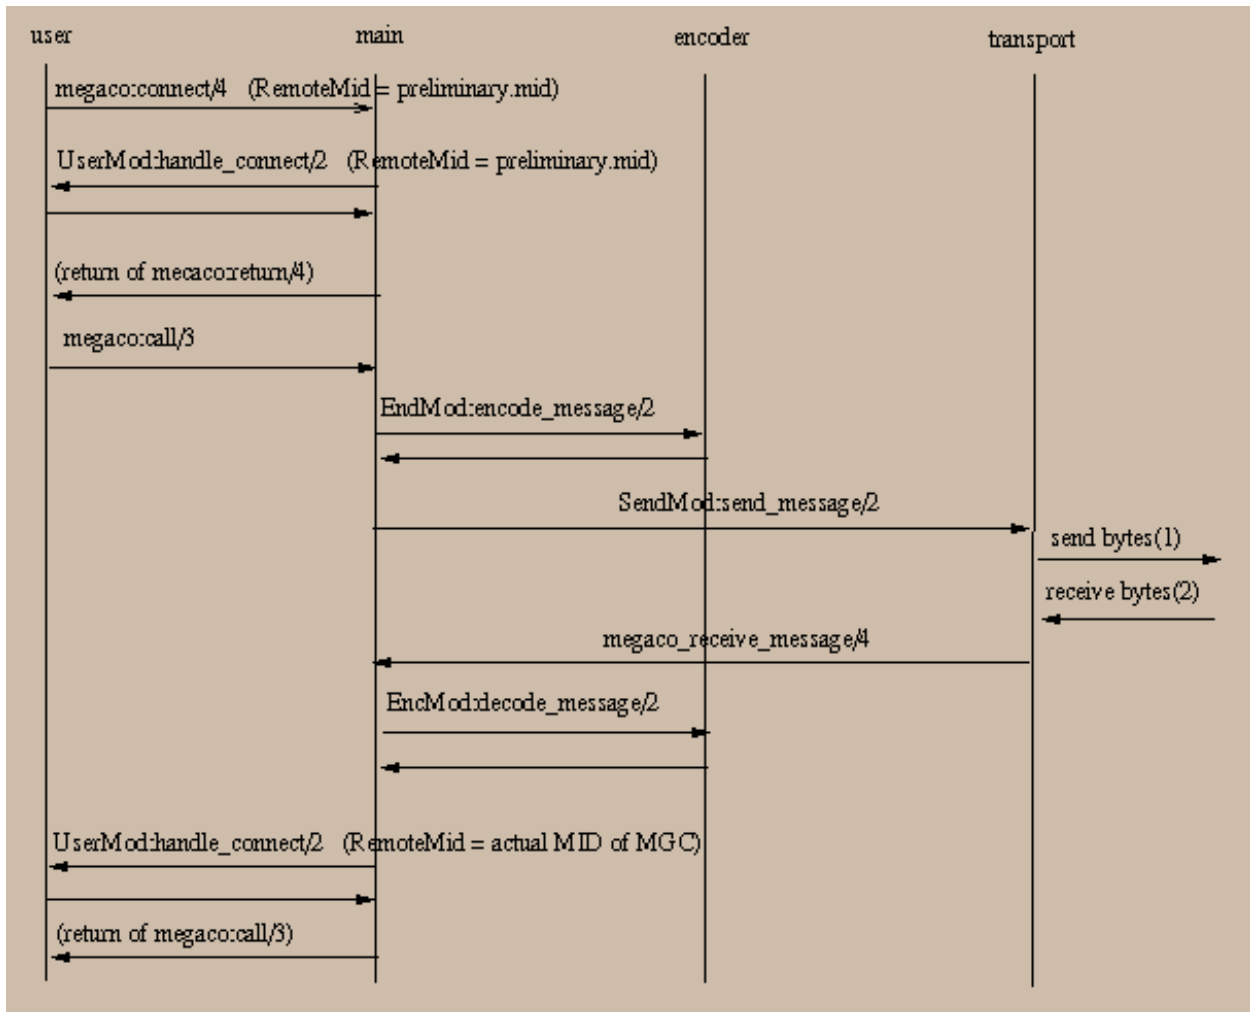 user
main
encoder
transport
megaco:connect/4 (RemoteMid = preliminary.mid)
UserMod:handle_connect/2 (RemoteMid = preliminary.mid)
(return of mecaco:return/4)
megaco:call/3
EndMod:encode_message/2
SendMod:send_message/2
send bytes(1)
receive bytes(2)
megaco_receive_message/4
EncMod:decode_message/2
UserMod:handle_connect/2 (RemoteMid = actual MID of MGC)
(return of megaco:call/3)